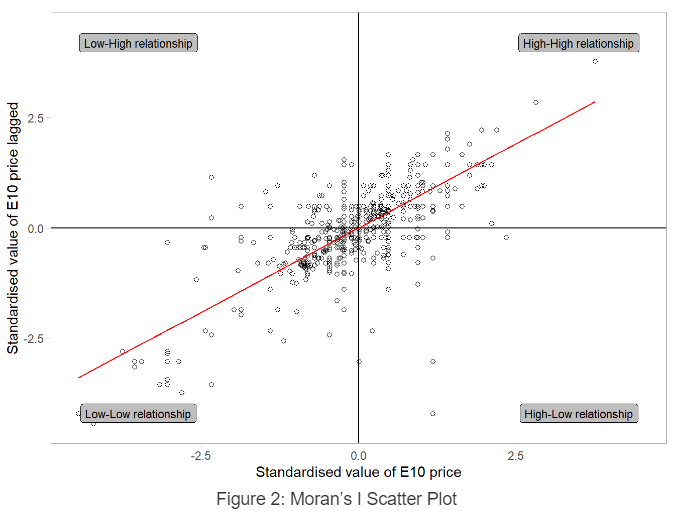 Low-High relationship
High-High relationship
Standardised value of E10 price lagged
2.5
0.0
-2.5
Low-Low relationship
High-Low relationship
-2.5
0.0
2.5
Standardised value of E10 price
Figure 2: Moran’s I Scatter Plot